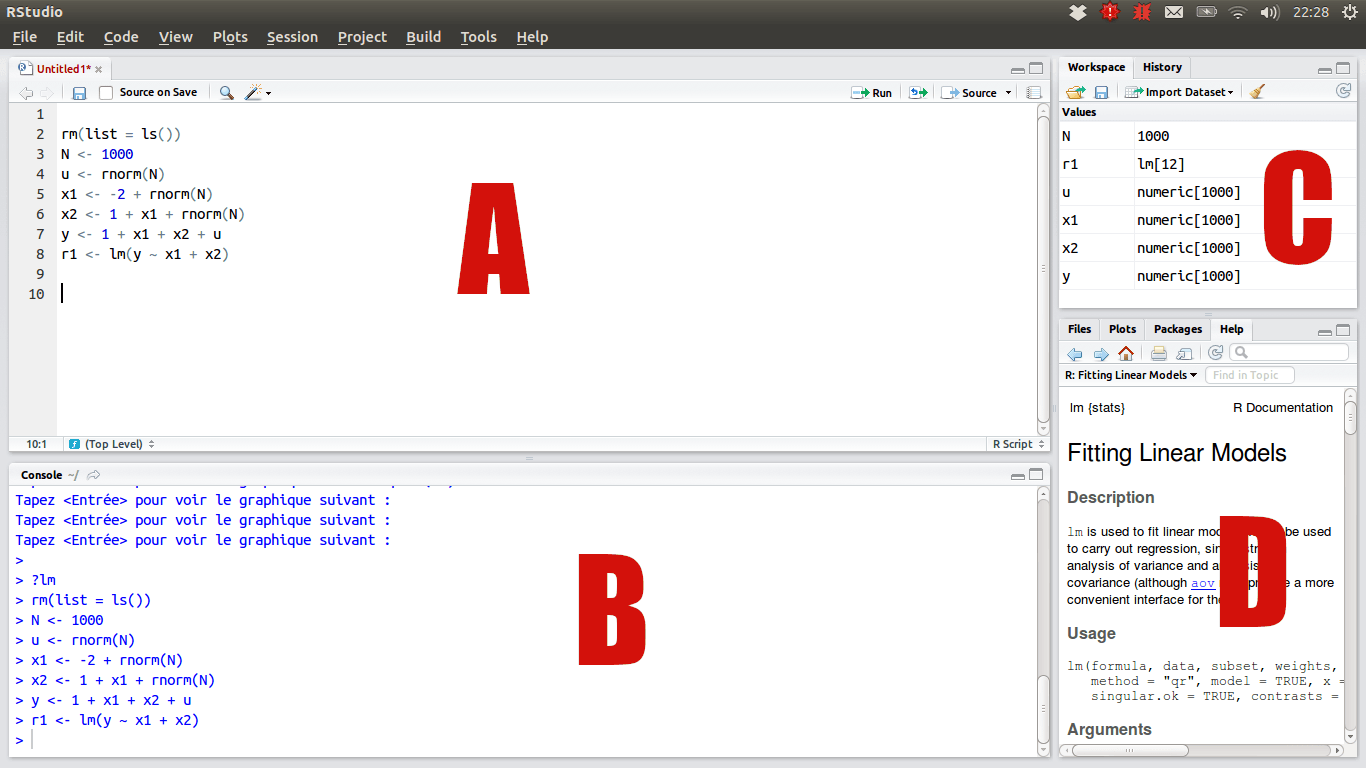 RStudio
22:28
File Edit Code View Plots Session Project Build Tools Help
Untitled1*
Source on Save Run Source
1
2 rm(list = ls())
3 N <- 1000
4 u <- rnorm(N)
5 x1 <- -2 + rnorm(N)
6 x2 <- 1 + x1 + rnorm(N)
7 y <- 1 + x1 + x2 + u
8 r1 <- lm(y ~ x1 + x2)
9
10
A
10:1 (Top Level) R Script
Console ~/
Tapez <Entrée> pour voir le graphique suivant :
Tapez <Entrée> pour voir le graphique suivant :
Tapez <Entrée> pour voir le graphique suivant :
>
> ?lm
> rm(list = ls())
> N <- 1000
> u <- rnorm(N)
> x1 <- -2 + rnorm(N)
> x2 <- 1 + x1 + rnorm(N)
> y <- 1 + x1 + x2 + u
> r1 <- lm(y ~ x1 + x2)
>
B
Workspace History
Import Dataset
Values
N 1000
r1 lm[12]
u numeric[1000]
x1 numeric[1000]
x2 numeric[1000]
y numeric[1000]
C
Files Plots Packages Help
R: Fitting Linear Models Find in Topic
lm {stats} R Documentation
Fitting Linear Models
Description
lm is used to fit linear be used
to carry out regression,
analysis of variance and
covariance (although aov a more
convenient interface for
D
Usage
lm(formula, data, subset, weights,
method = "qr", model = TRUE, x =
singular.ok = TRUE, contrasts =
Arguments